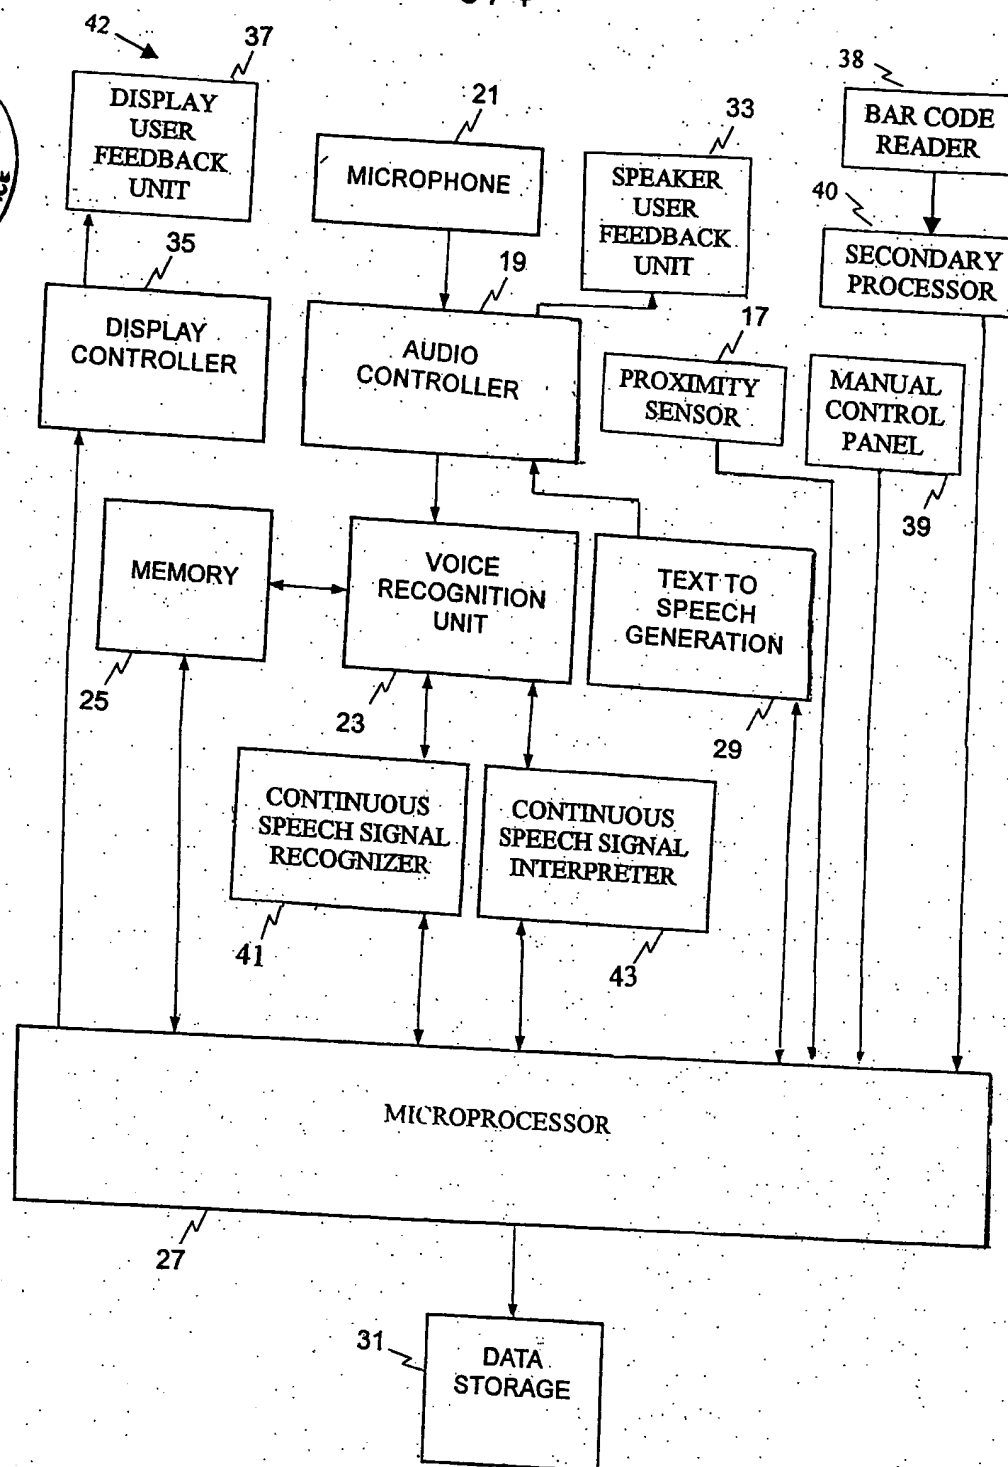 42
37
DISPLAY
USER
FEEDBACK
UNIT
21
MICROPHONE
33
SPEAKER
USER
FEEDBACK
UNIT
38
BAR CODE
READER
40
SECONDARY
PROCESSOR
35
DISPLAY
CONTROLLER
19
AUDIO
CONTROLLER
17
PROXIMITY
SENSOR
MANUAL
CONTROL
PANEL
39
MEMORY
25
VOICE
RECOGNITION
UNIT
23
TEXT TO
SPEECH
GENERATION
29
CONTINUOUS
SPEECH SIGNAL
RECOGNIZER
41
CONTINUOUS
SPEECH SIGNAL
INTERPRETER
43
MICROPROCESSOR
27
31
DATA
STORAGE